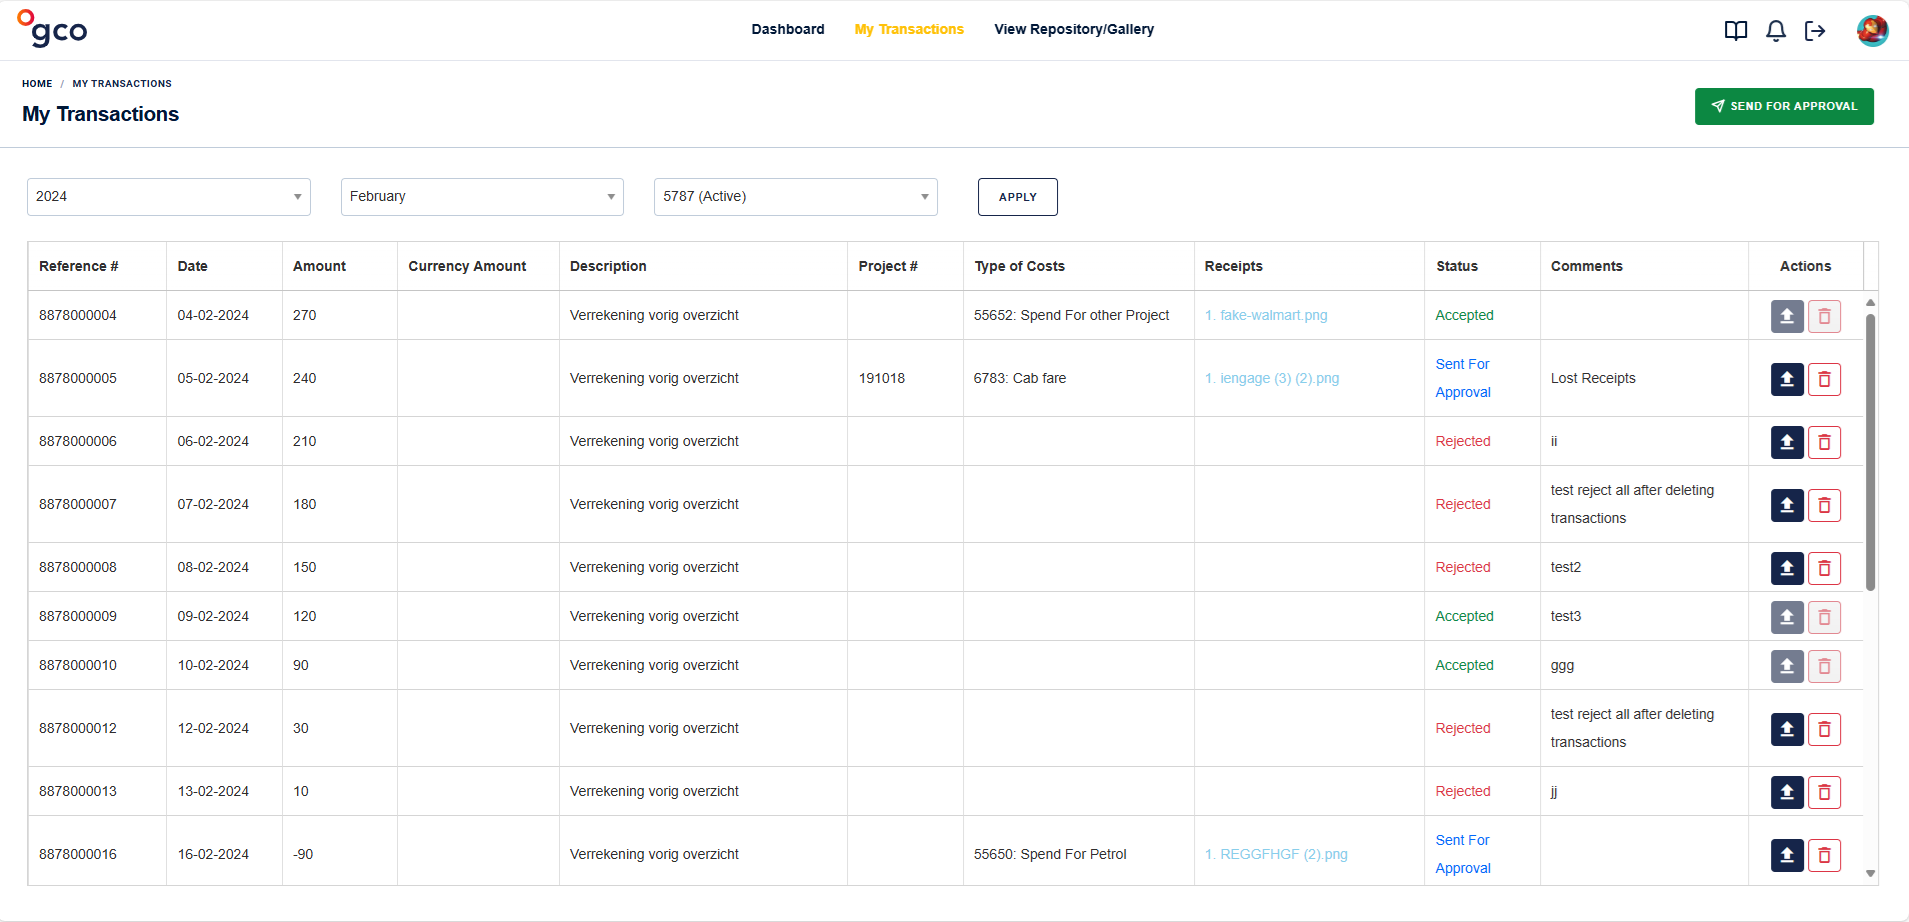 gco
Dashboard My Transactions View Repository/Gallery
HOME / MY TRANSACTIONS
My Transactions
SEND FOR APPROVAL
2024 February 5787 (Active) APPLY
Reference # Date Amount Currency Amount Description Project # Type of Costs Receipts Status Comments Actions
8878000004 04-02-2024 270 Verrekening vorig overzicht 55652: Spend For other Project 1. fake-walmart.png Accepted
8878000005 05-02-2024 240 Verrekening vorig overzicht 191018 6783: Cab fare 1. iengage (3) (2).png Sent For Lost Receipts
Approval
8878000006 06-02-2024 210 Verrekening vorig overzicht Rejected ii
8878000007 07-02-2024 180 Verrekening vorig overzicht Rejected test reject all after deleting
transactions
8878000008 08-02-2024 150 Verrekening vorig overzicht Rejected test2
8878000009 09-02-2024 120 Verrekening vorig overzicht Accepted test3
8878000010 10-02-2024 90 Verrekening vorig overzicht Accepted ggg
8878000012 12-02-2024 30 Verrekening vorig overzicht Rejected test reject all after deleting
transactions
8878000013 13-02-2024 10 Verrekening vorig overzicht Rejected jj
8878000016 16-02-2024 -90 Verrekening vorig overzicht 55650: Spend For Petrol 1. REGGFHGF (2).png Sent For
Approval